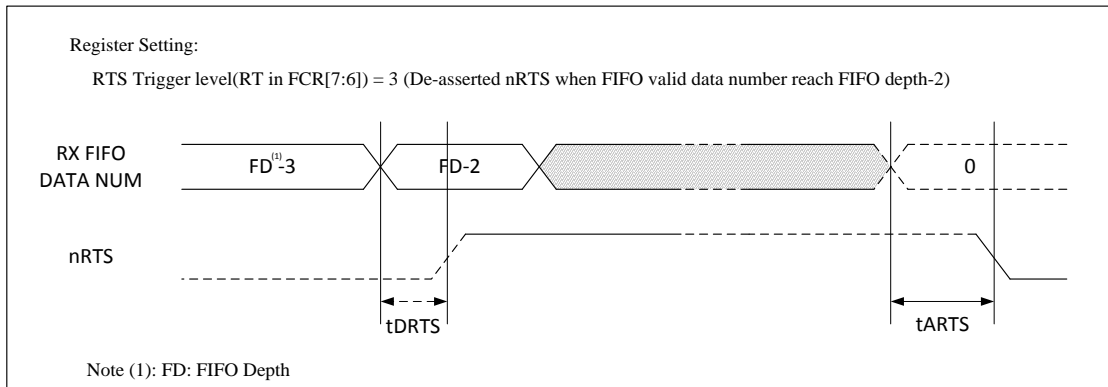 Register Setting:
RTS Trigger level(RT in FCR[7:6]) = 3 (De-asserted nRTS when FIFO valid data number reach FIFO depth-2)
RX FIFO
DATA NUM
FD(1)-3
FD-2
0
nRTS
tDRTS
tARTS
Note (1): FD: FIFO Depth